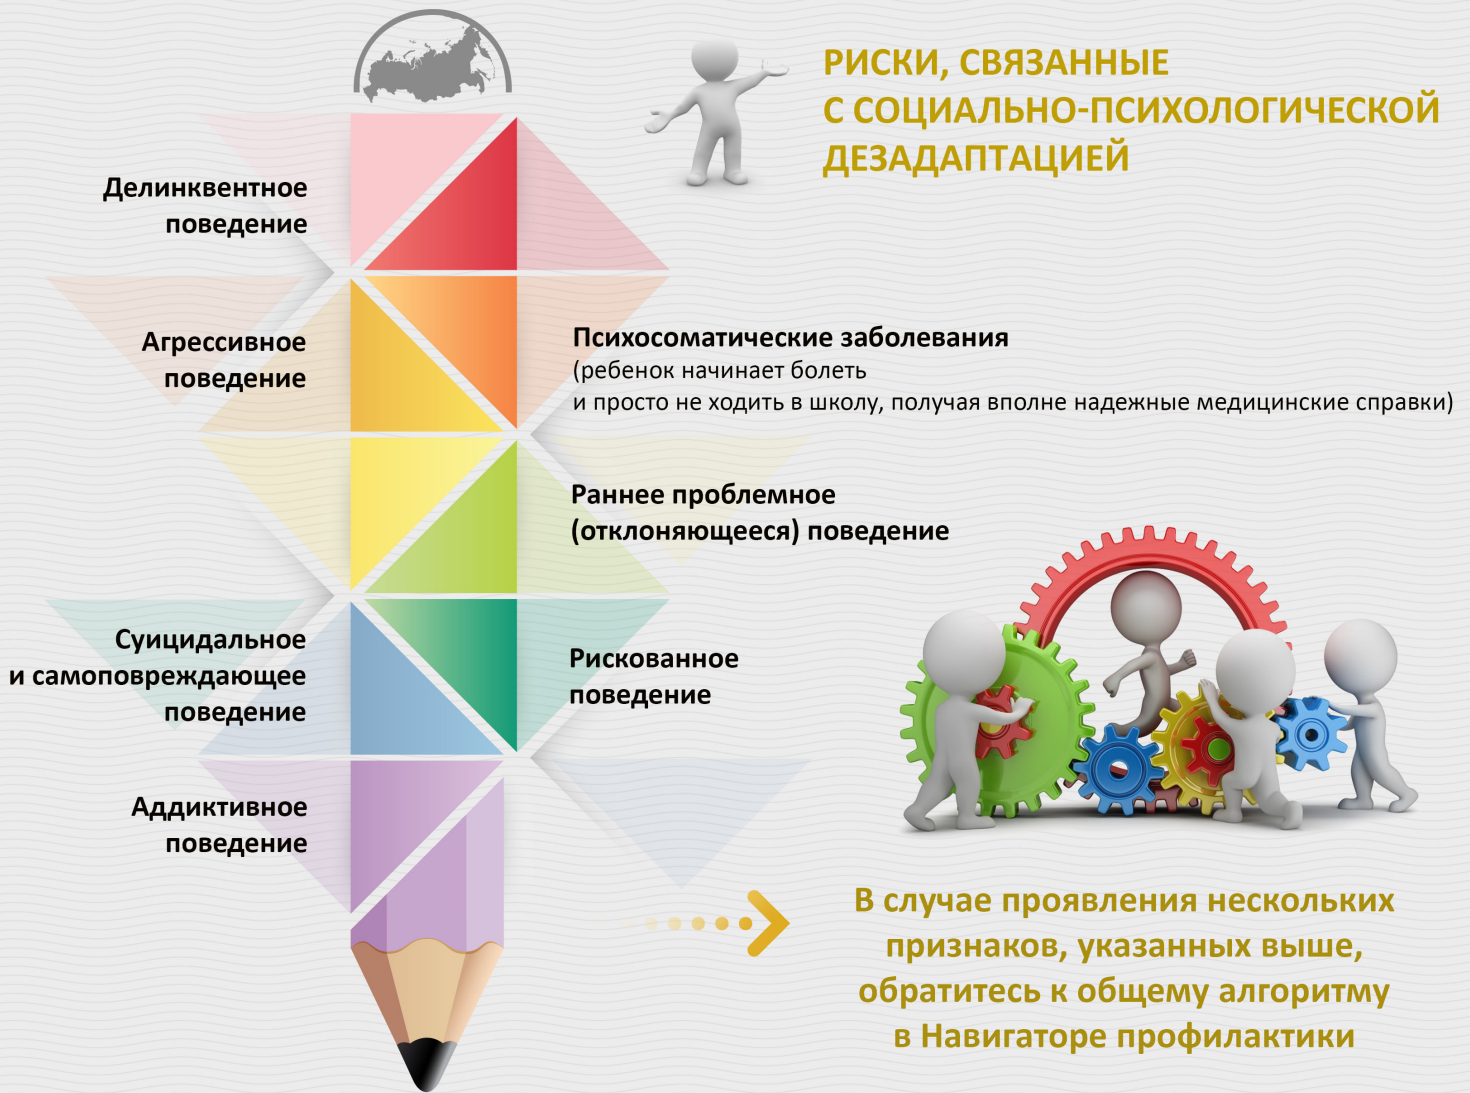 РИСКИ, СВЯЗАННЫЕ
С СОЦИАЛЬНО-ПСИХОЛОГИЧЕСКОЙ
ДЕЗАДАПТАЦИЕЙ
Делинквентное
поведение
Агрессивное
поведение
Психосоматические заболевания
(ребенок начинает болеть
и просто не ходить в школу, получая вполне надежные медицинские справки)
Раннее проблемное
(отклоняющееся) поведение
Суицидальное
и самоповреждающее
поведение
Рискованное
поведение
Аддиктивное
поведение
В случае проявления нескольких
признаков, указанных выше,
обратитесь к общему алгоритму
в Навигаторе профилактики